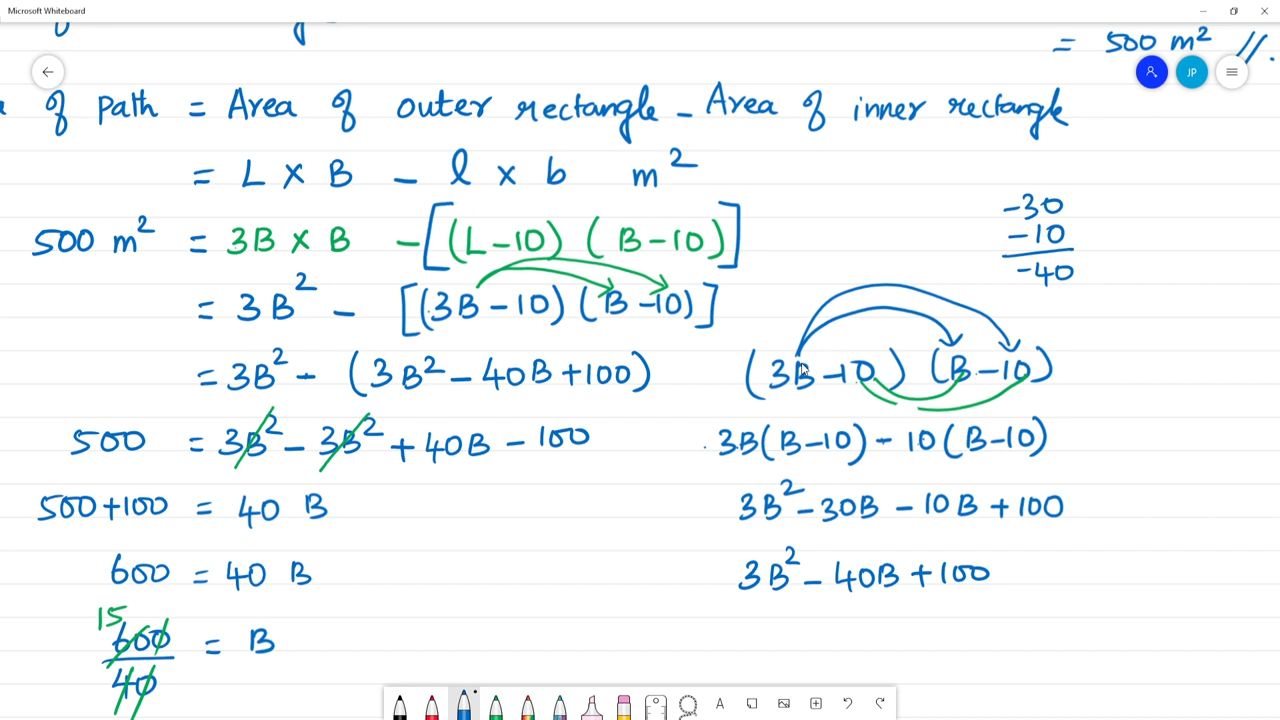 Microsoft Whiteboard
= 500 m² //.
JP
of path = Area of outer rectangle - Area of inner rectangle
= L × B - l × b m²
-30
-10
-40
500 m² = 3B × B -[(L-10) (B-10)]
= 3B² - [(3B-10)(B-10)]
= 3B² - (3B² - 40B + 100)
(3B-10) (B-10)
500 = 3B² - 3B² + 40B - 100
3B(B-10) - 10(B-10)
500+100 = 40 B
3B² - 30B - 10B + 100
600 = 40 B
3B² - 40B + 100
15
600/40 = B
A